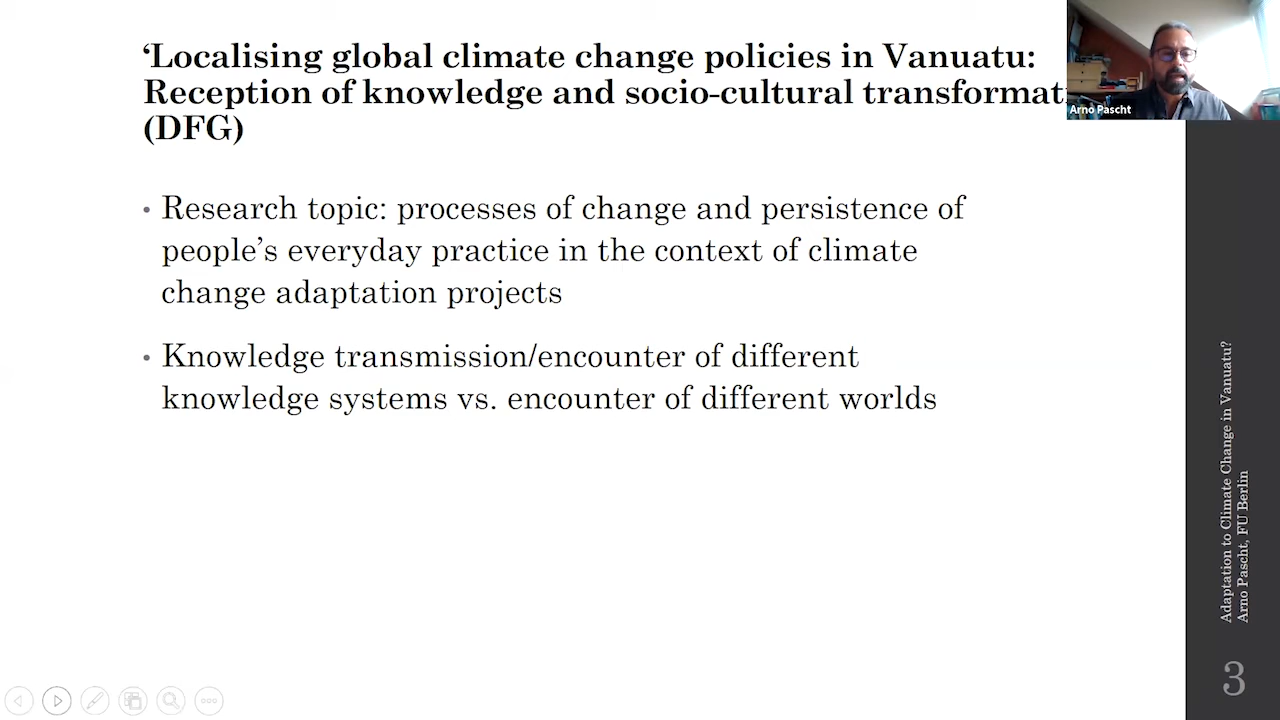 ‘Localising global climate change policies in Vanuatu:
Reception of knowledge and socio-cultural
(DFG)
• Research topic: processes of change and persistence of
people’s everyday practice in the context of climate
change adaptation projects
• Knowledge transmission/encounter of different
knowledge systems vs. encounter of different worlds
Arno Pascht
Adaptation to Climate Change in Vanuatu?
Arno Pascht, FU Berlin
3